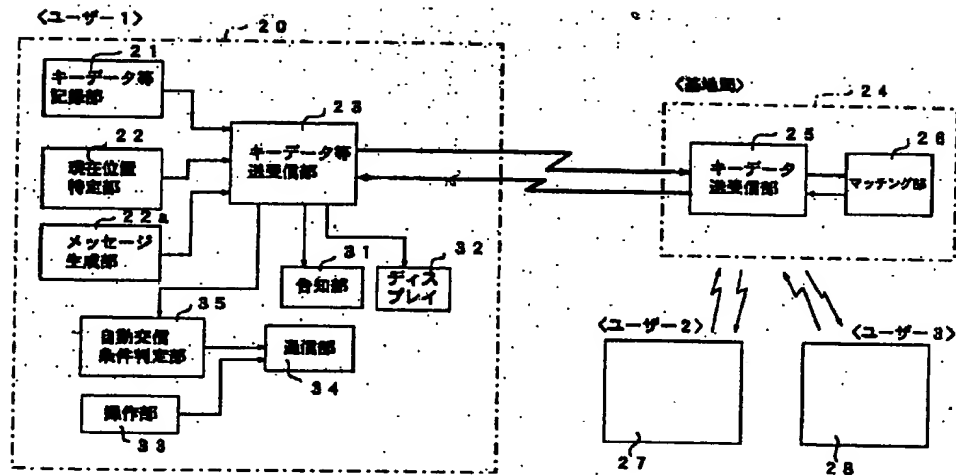 〈ユーザー1〉
20
21
キーデータ等
記録部
22
現在位置
特定部
22a
メッセージ
生成部
23
キーデータ等
送受信部
31
告知部
32
ディス
プレイ
35
自動交信
条件判定部
通信部
34
操作部
33
〈基地局〉
24
25
キーデータ
送受信部
26
マッチング部
〈ユーザー2〉
27
〈ユーザー3〉
28